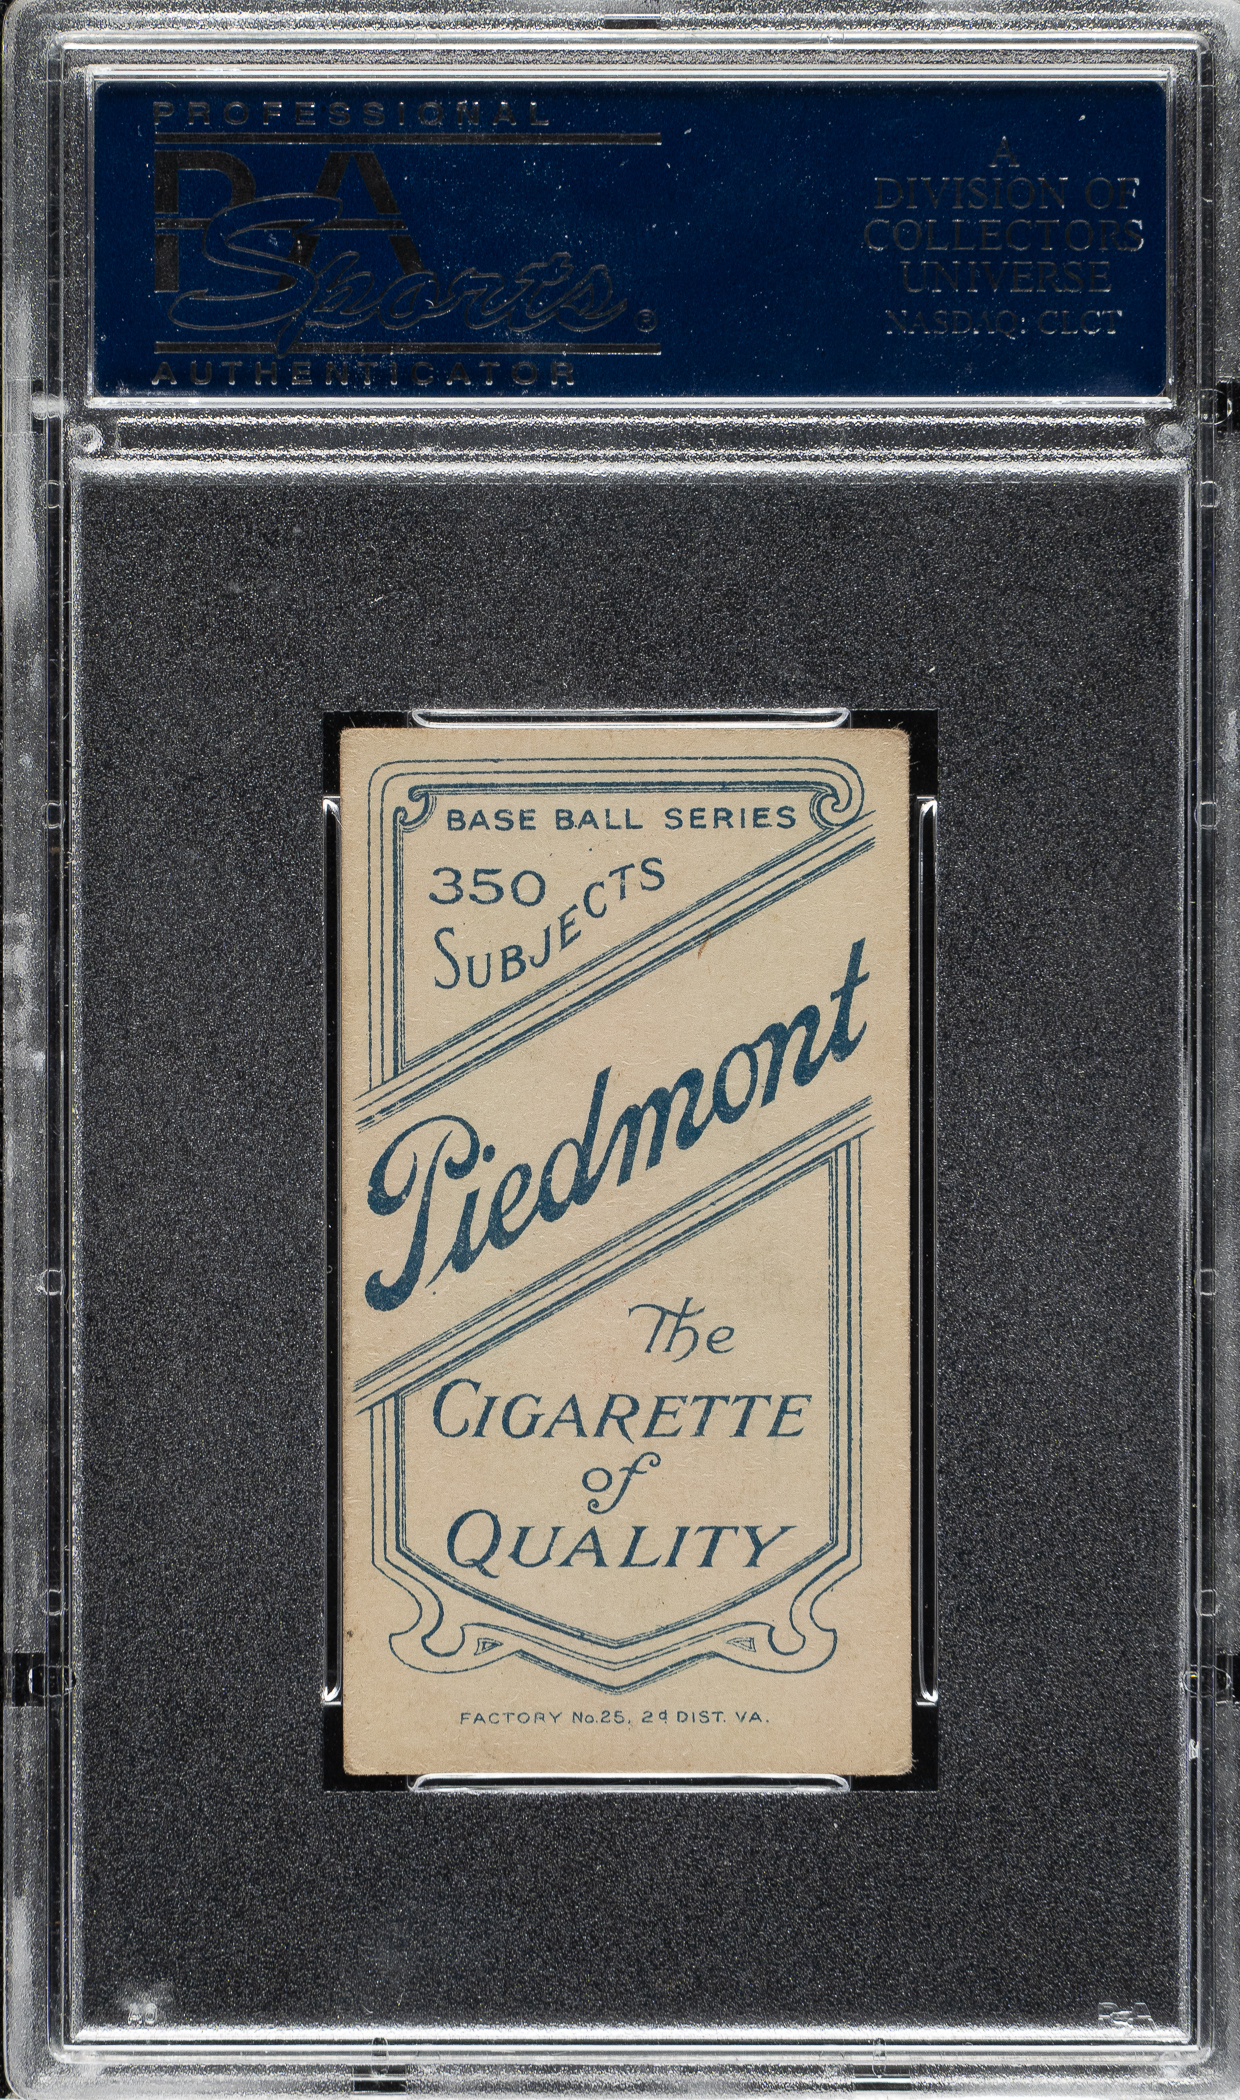 PROFESSIONAL
PSA
Sports®
AUTHENTICATOR
A
DIVISION OF
COLLECTORS
UNIVERSE
NASDAQ: CLCT
BASE BALL SERIES
350
SUBJECTS
Piedmont
The
CIGARETTE
of
QUALITY
FACTORY No. 25, 2d DIST. VA.
PSA